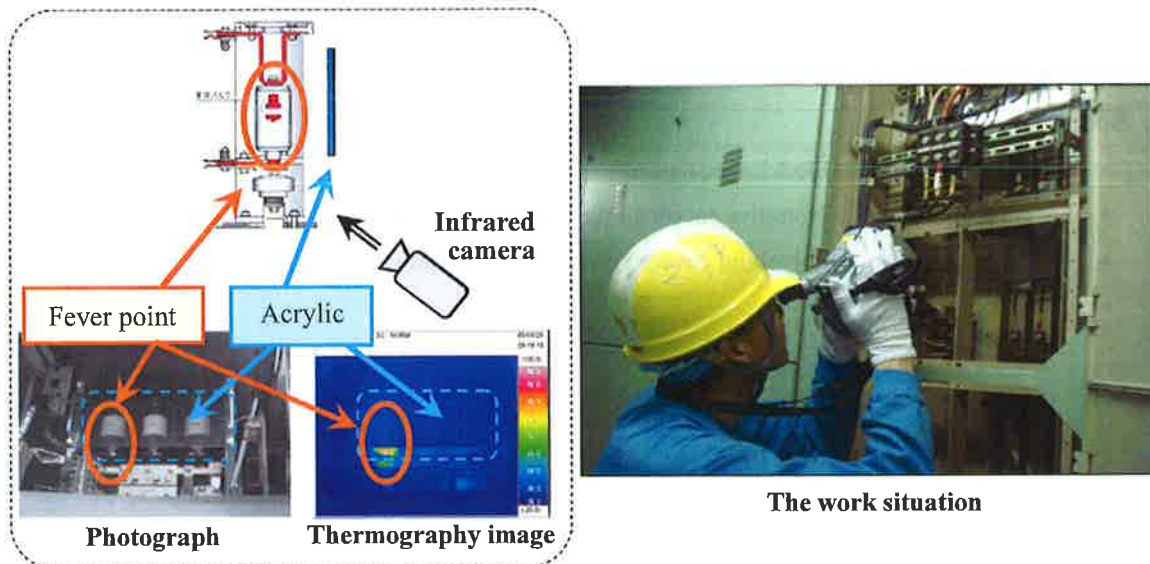 Infrared
camera
Fever point
Acrylic
Photograph
Thermography image
The work situation